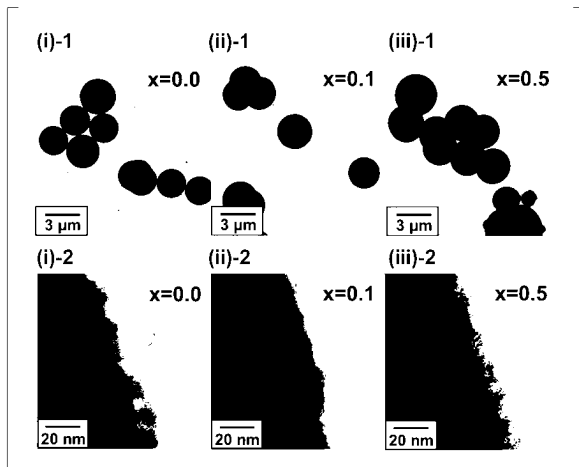 (i)-1
x=0.0
3 µm
(ii)-1
x=0.1
3 µm
(iii)-1
x=0.5
3 µm
(i)-2
x=0.0
20 nm
(ii)-2
x=0.1
20 nm
(iii)-2
x=0.5
20 nm